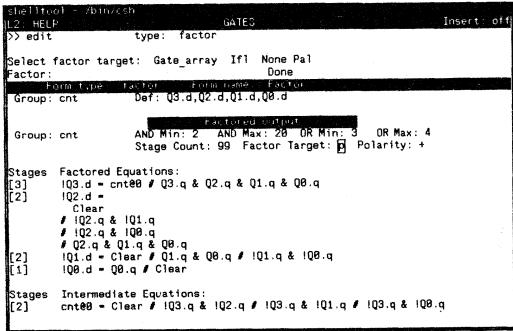 shelltool - /bin/csh
L2: HELP GATES Insert: off
>> edit type: factor
Select factor target: Gate_array Ifl None Pal
Factor: Done
Form type factor Form name Factor
Group: cnt Def: Q3.d,Q2.d,Q1.d,Q0.d
Factored output
Group: cnt AND Min: 2 AND Max: 20 OR Min: 3 OR Max: 4
Stage Count: 99 Factor Target: p Polarity: +
Stages Factored Equations:
[3] !Q3.d = cnt@0 # Q3.q & Q2.q & Q1.q & Q0.q
[2] !Q2.d =
Clear
# !Q2.q & !Q1.q
# !Q2.q & !Q0.q
# Q2.q & Q1.q & Q0.q
[2] !Q1.d = Clear # Q1.q & Q0.q # !Q1.q & !Q0.q
[1] !Q0.d = Q0.q # Clear
Stages Intermediate Equations:
[2] cnt@0 = Clear # !Q3.q & !Q2.q # !Q3.q & !Q1.q # !Q3.q & !Q0.q